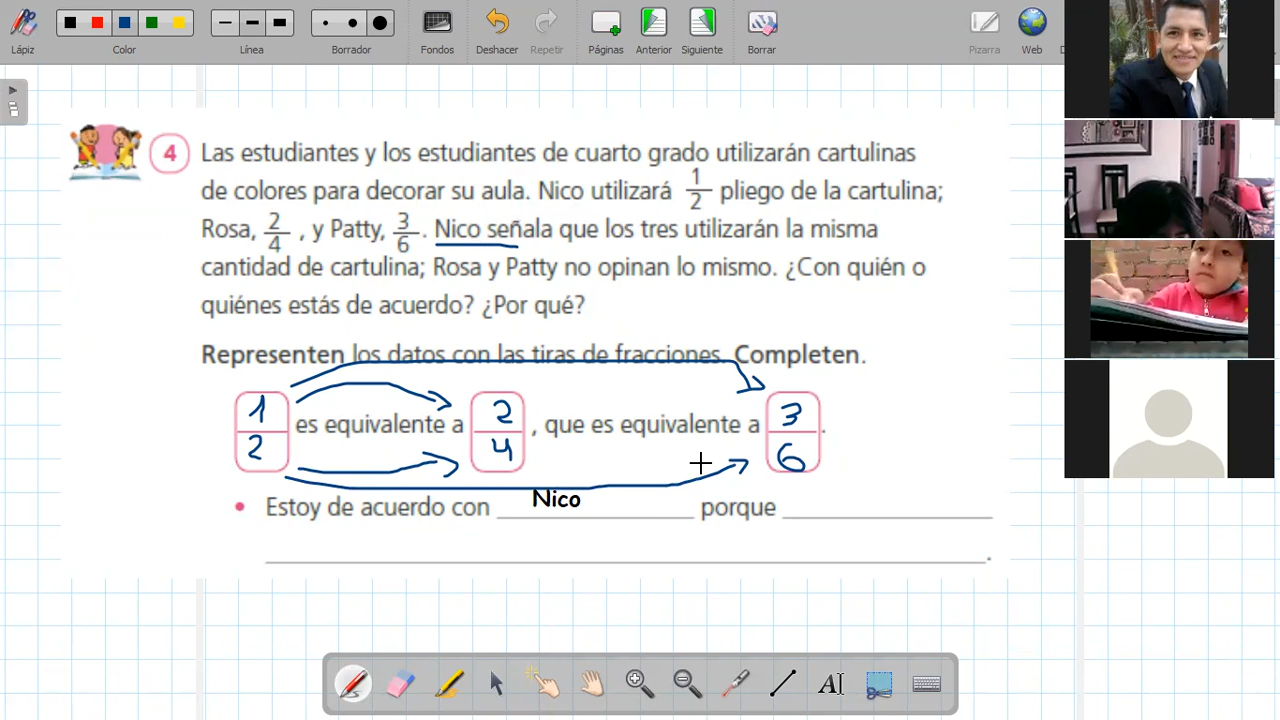 Lápiz
Color
Línea
Borrador
Fondos
Deshacer
Repetir
Páginas
Anterior
Siguiente
Borrar
Pizarra
Web
4 Las estudiantes y los estudiantes de cuarto grado utilizarán cartulinas
de colores para decorar su aula. Nico utilizará 1/2 pliego de la cartulina;
Rosa, 2/4 , y Patty, 3/6. Nico señala que los tres utilizarán la misma
cantidad de cartulina; Rosa y Patty no opinan lo mismo. ¿Con quién o
quiénes estás de acuerdo? ¿Por qué?
Representen los datos con las tiras de fracciones. Completen.
1/2 es equivalente a 2/4 , que es equivalente a 3/6 .
• Estoy de acuerdo con Nico porque
.
AI